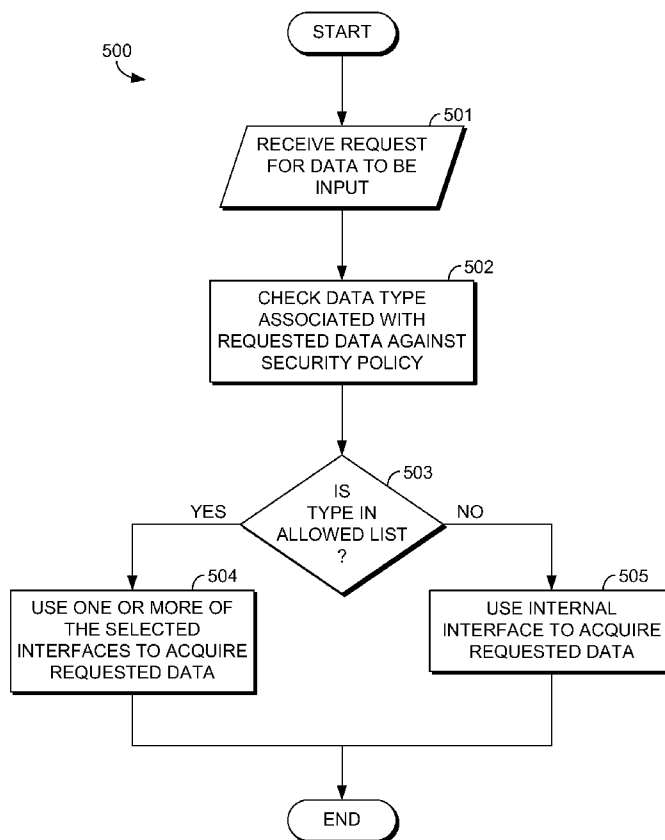 START
500
501
RECEIVE REQUEST
FOR DATA TO BE
INPUT
502
CHECK DATA TYPE
ASSOCIATED WITH
REQUESTED DATA AGAINST
SECURITY POLICY
503
IS
TYPE IN
ALLOWED LIST
?
YES
NO
504
USE ONE OR MORE OF
THE SELECTED
INTERFACES TO ACQUIRE
REQUESTED DATA
505
USE INTERNAL
INTERFACE TO ACQUIRE
REQUESTED DATA
END